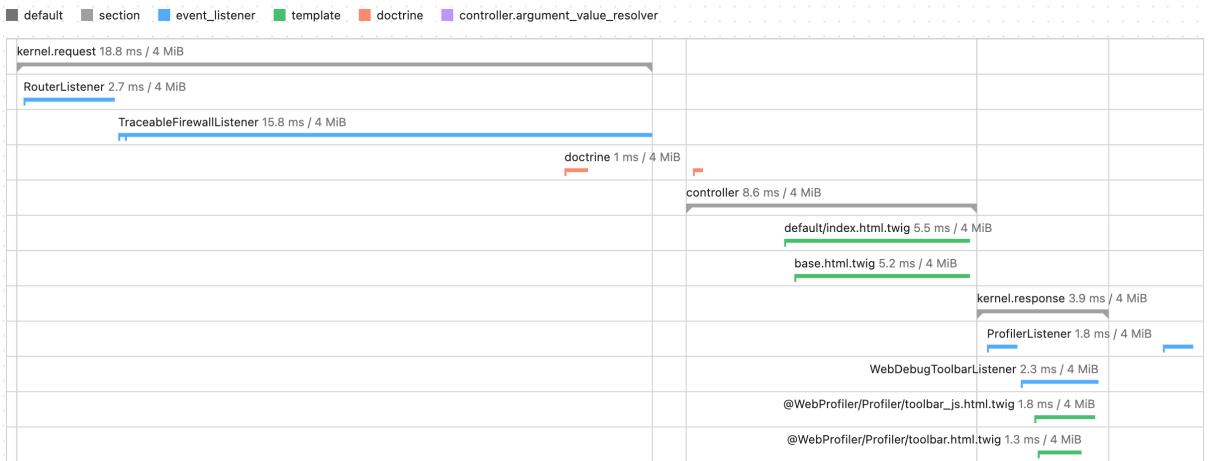 default section event_listener template doctrine controller.argument_value_resolver
kernel.request 18.8 ms / 4 MiB
RouterListener 2.7 ms / 4 MiB
TraceableFirewallListener 15.8 ms / 4 MiB
doctrine 1 ms / 4 MiB
controller 8.6 ms / 4 MiB
default/index.html.twig 5.5 ms / 4 MiB
base.html.twig 5.2 ms / 4 MiB
kernel.response 3.9 ms / 4 MiB
ProfilerListener 1.8 ms / 4 MiB
WebDebugToolbarListener 2.3 ms / 4 MiB
@WebProfiler/Profiler/toolbar_js.html.twig 1.8 ms / 4 MiB
@WebProfiler/Profiler/toolbar.html.twig 1.3 ms / 4 MiB